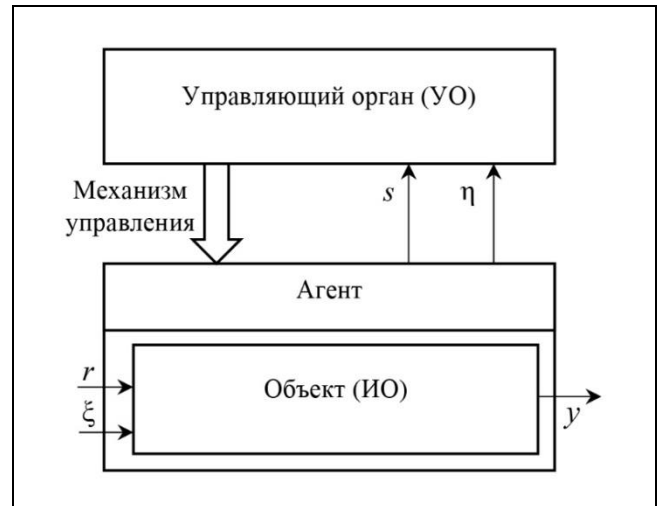 Управляющий орган (УО)
Механизм
управления
s
η
Агент
r
ξ
Объект (ИО)
y